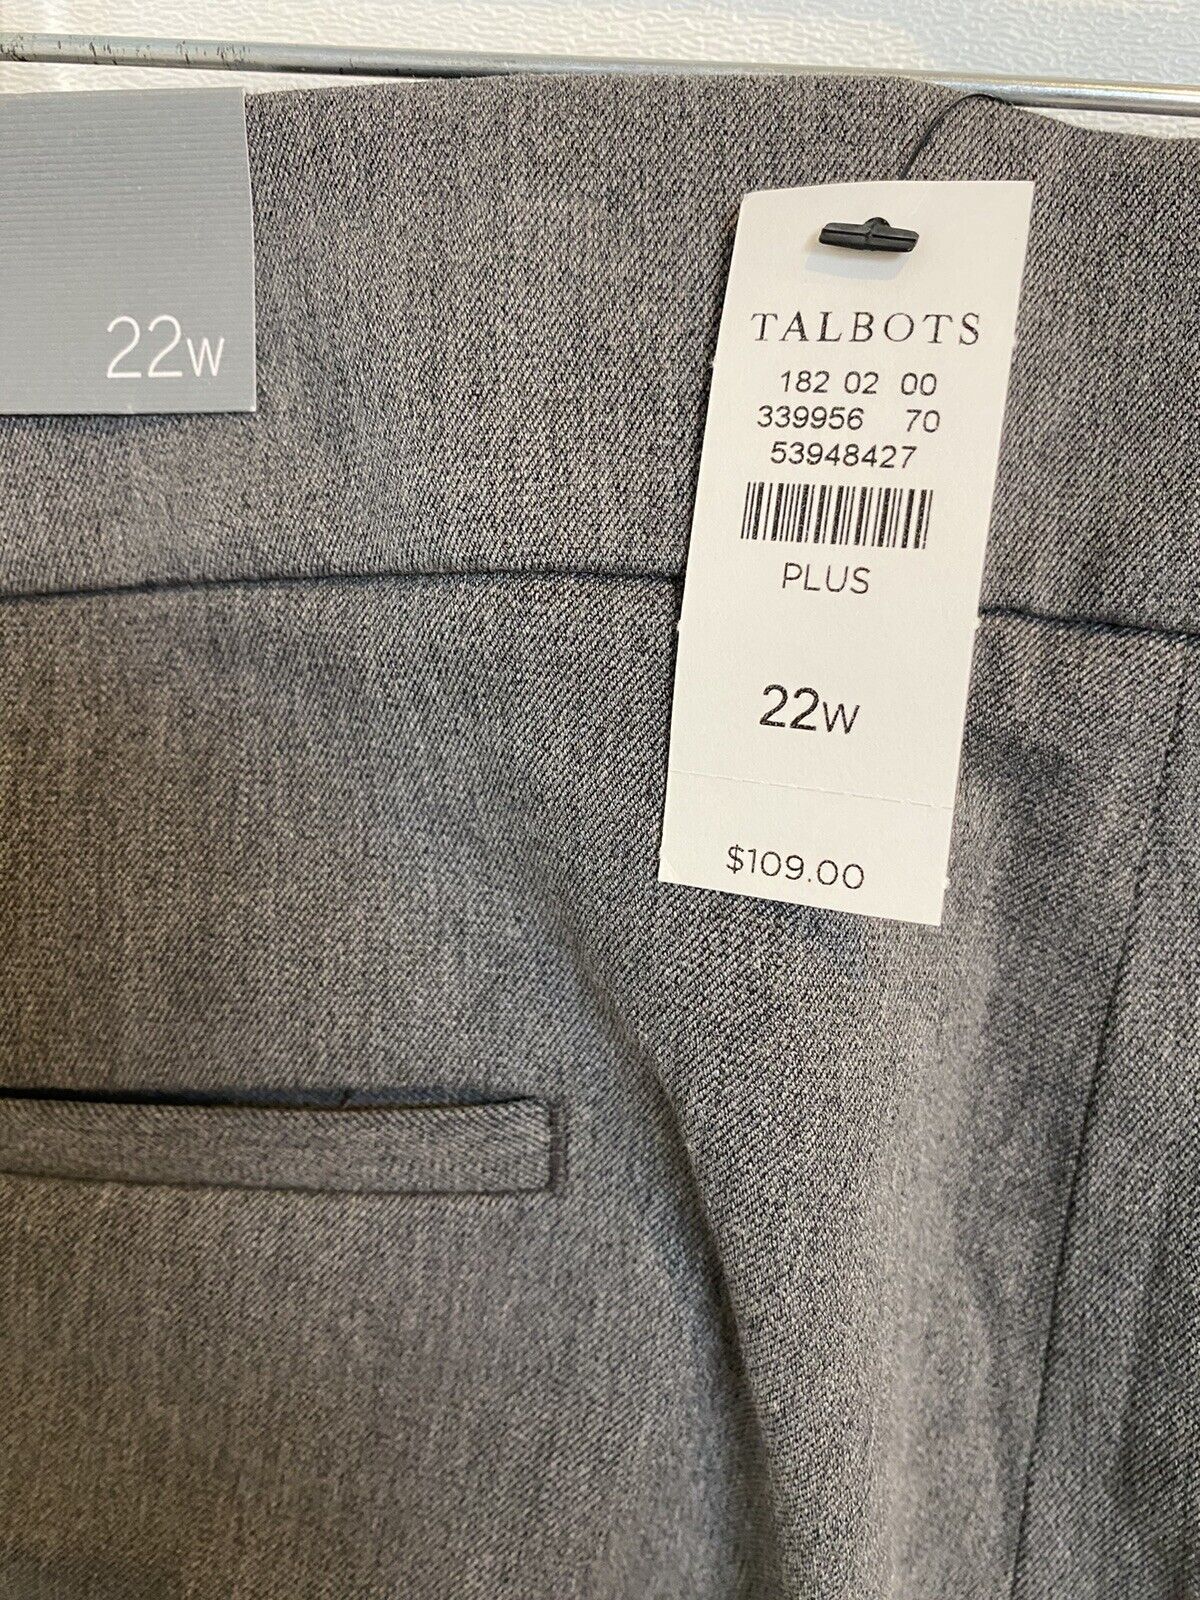 22W
TALBOTS
182 02 00
339956 70
53948427
PLUS
22W
$109.00